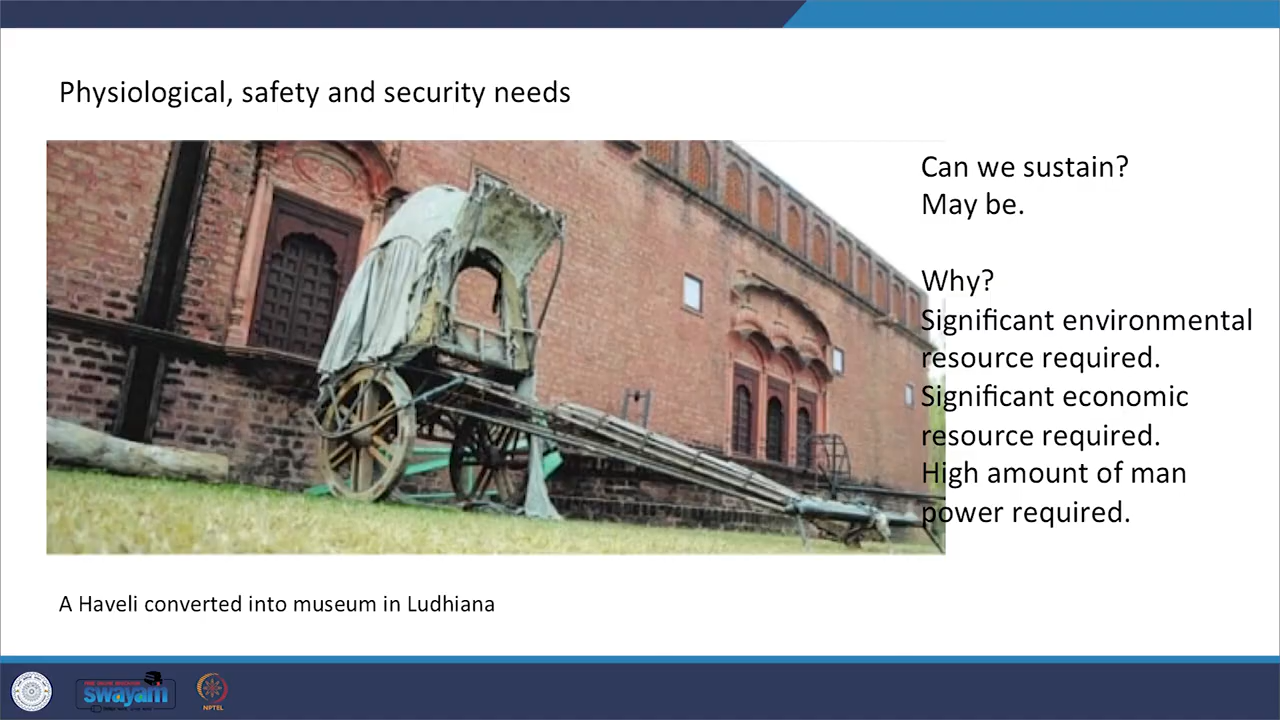 Physiological, safety and security needs
Can we sustain?
May be.
Why?
Significant environmental
resource required.
Significant economic
resource required.
High amount of man
power required.
A Haveli converted into museum in Ludhiana
swayam
NPTEL